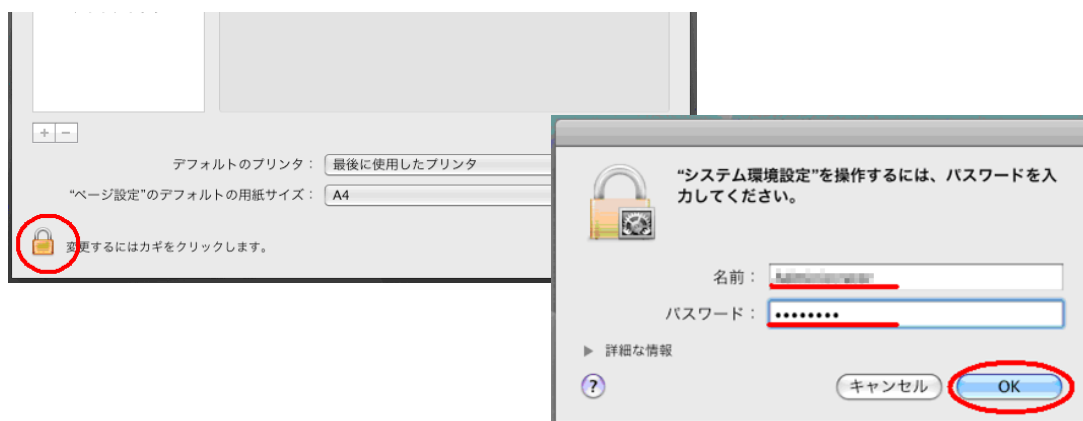 デフォルトのプリンタ： 最後に使用したプリンタ
“ページ設定”のデフォルトの用紙サイズ： A4
変更するにはカギをクリックします。
“システム環境設定”を操作するには、パスワードを入
力してください。
名前：
パスワード： ••••••••
詳細な情報
? キャンセル OK